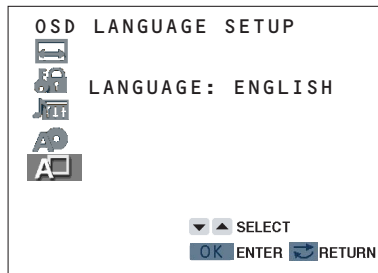 OSD LANGUAGE SETUP
LANGUAGE: ENGLISH
SELECT
OK ENTER RETURN